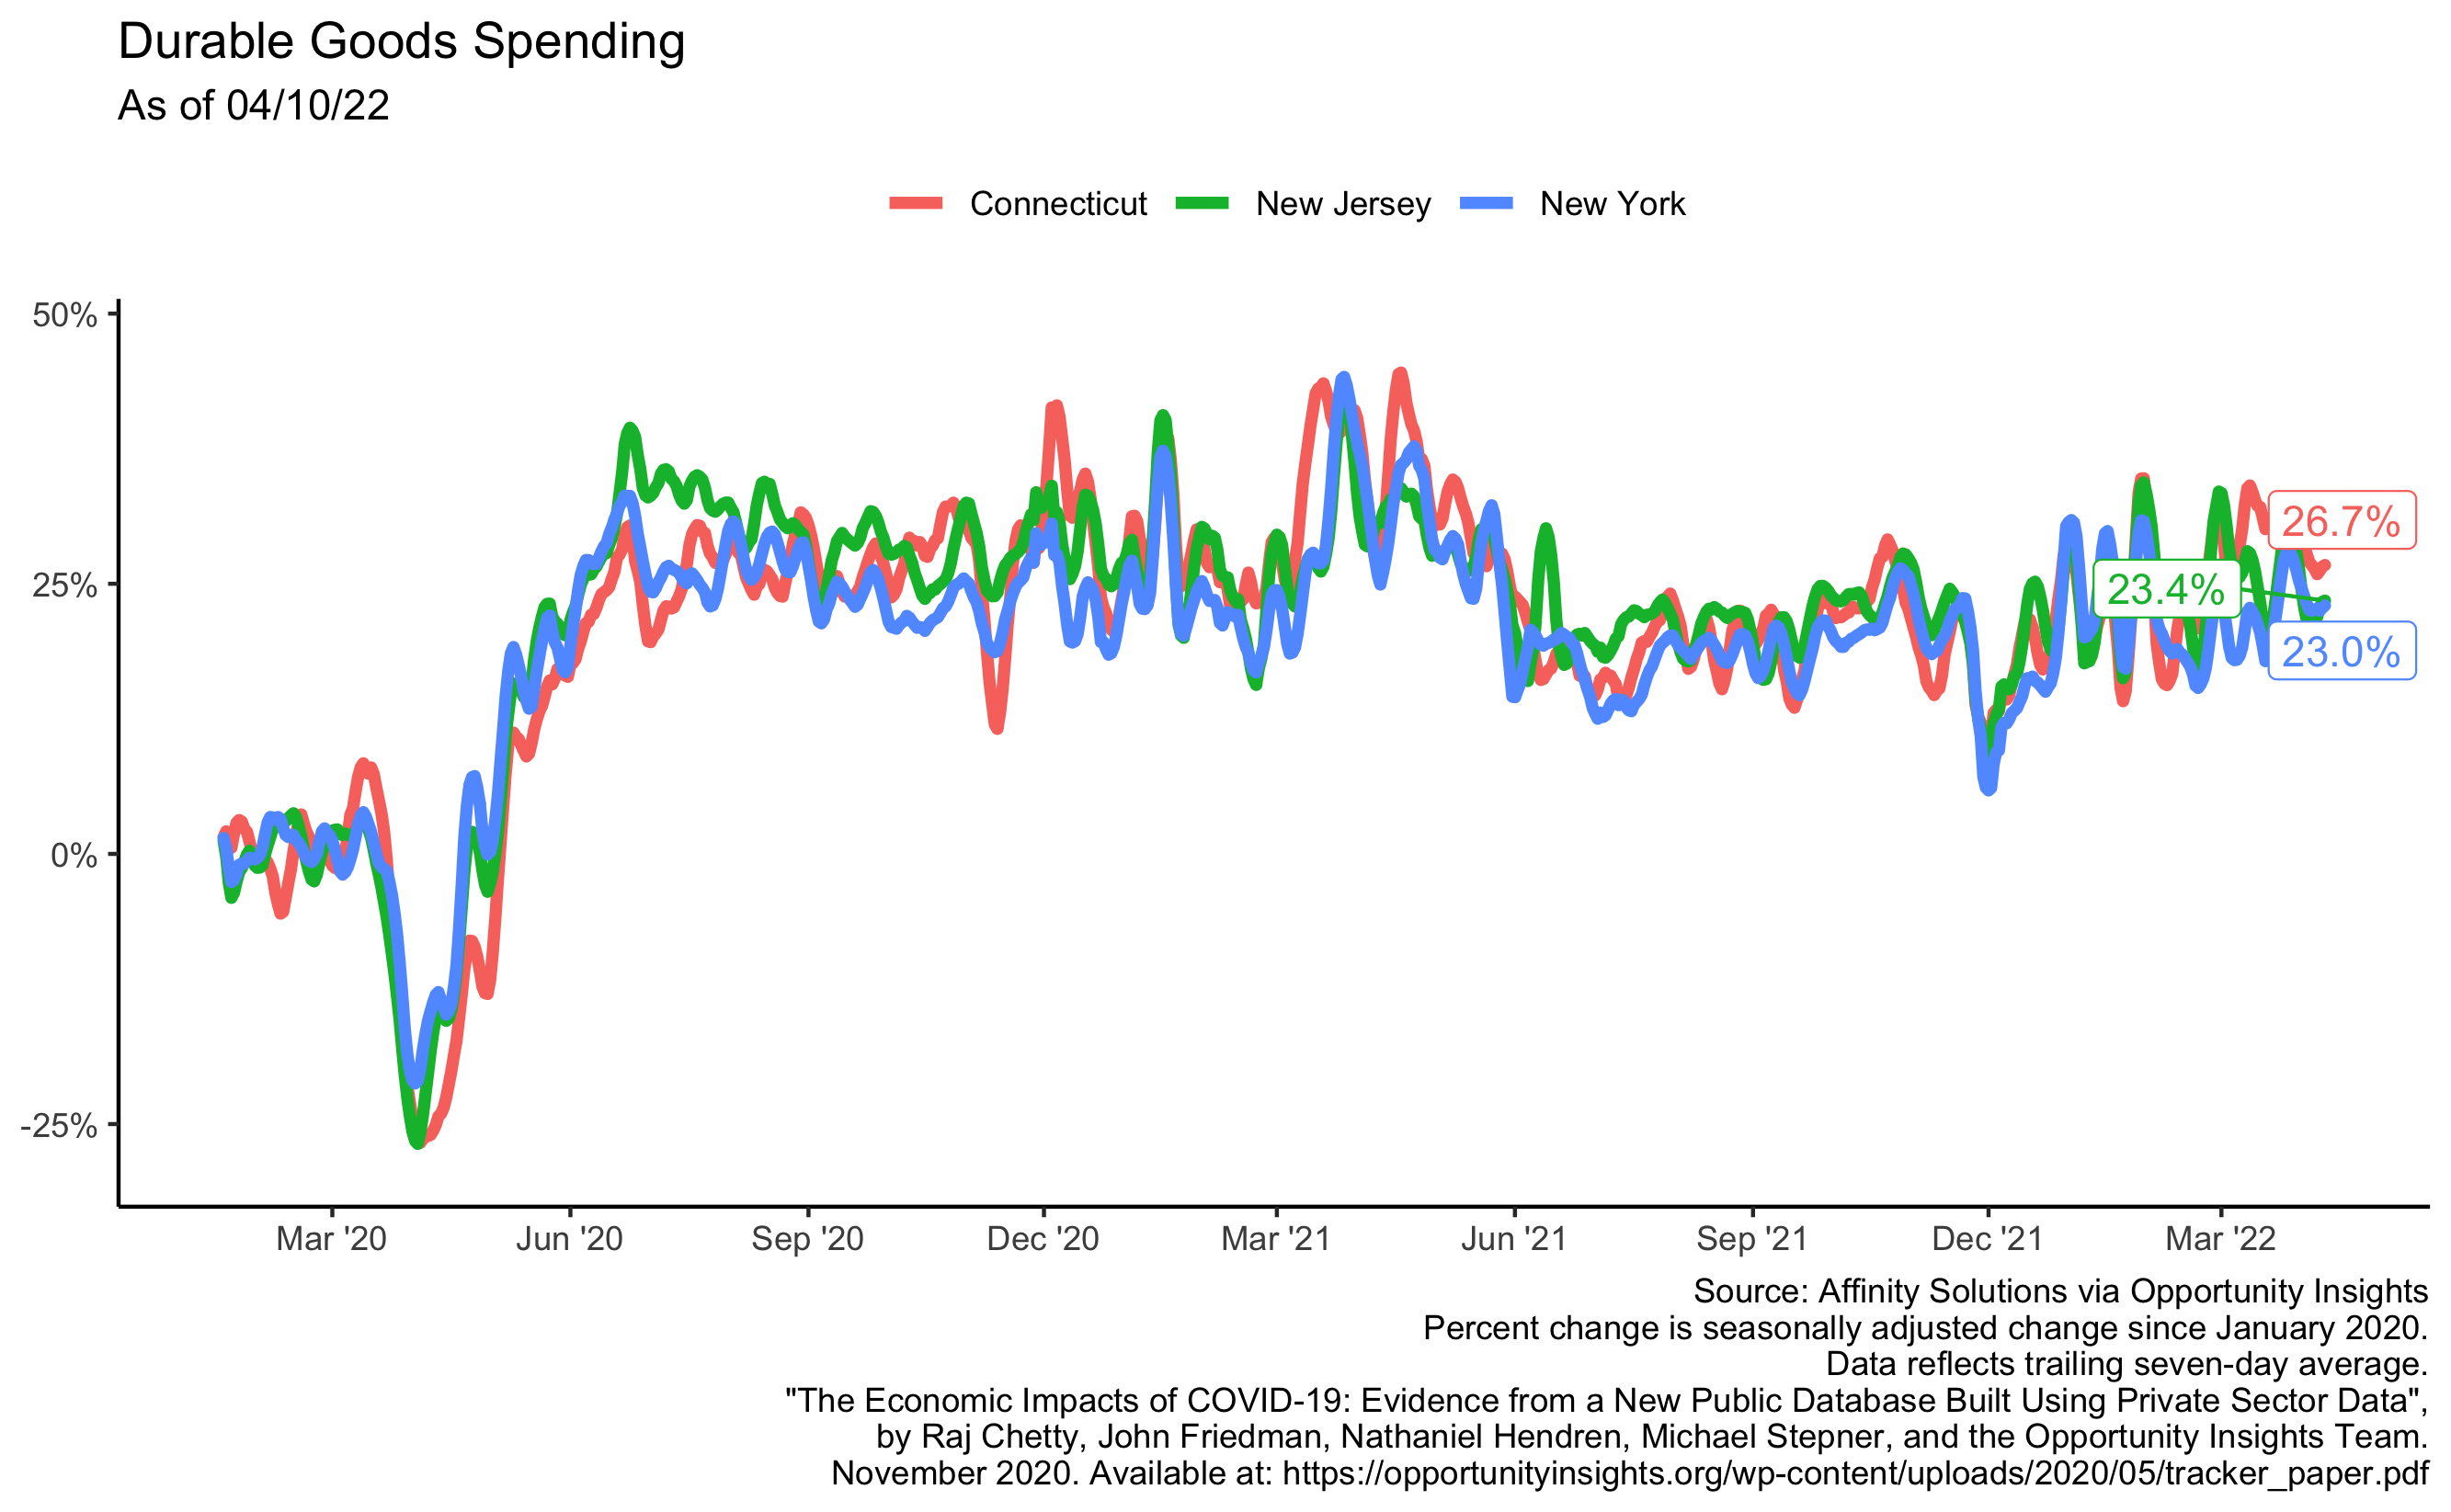 Durable Goods Spending
As of 04/10/22
Connecticut New Jersey New York
50%
25%
0%
-25%
26.7%
23.4%
23.0%
Mar '20 Jun '20 Sep '20 Dec '20 Mar '21 Jun '21 Sep '21 Dec '21 Mar '22
Source: Affinity Solutions via Opportunity Insights
Percent change is seasonally adjusted change since January 2020.
Data reflects trailing seven-day average.
"The Economic Impacts of COVID-19: Evidence from a New Public Database Built Using Private Sector Data",
by Raj Chetty, John Friedman, Nathaniel Hendren, Michael Stepner, and the Opportunity Insights Team.
November 2020. Available at: https://opportunityinsights.org/wp-content/uploads/2020/05/tracker_paper.pdf